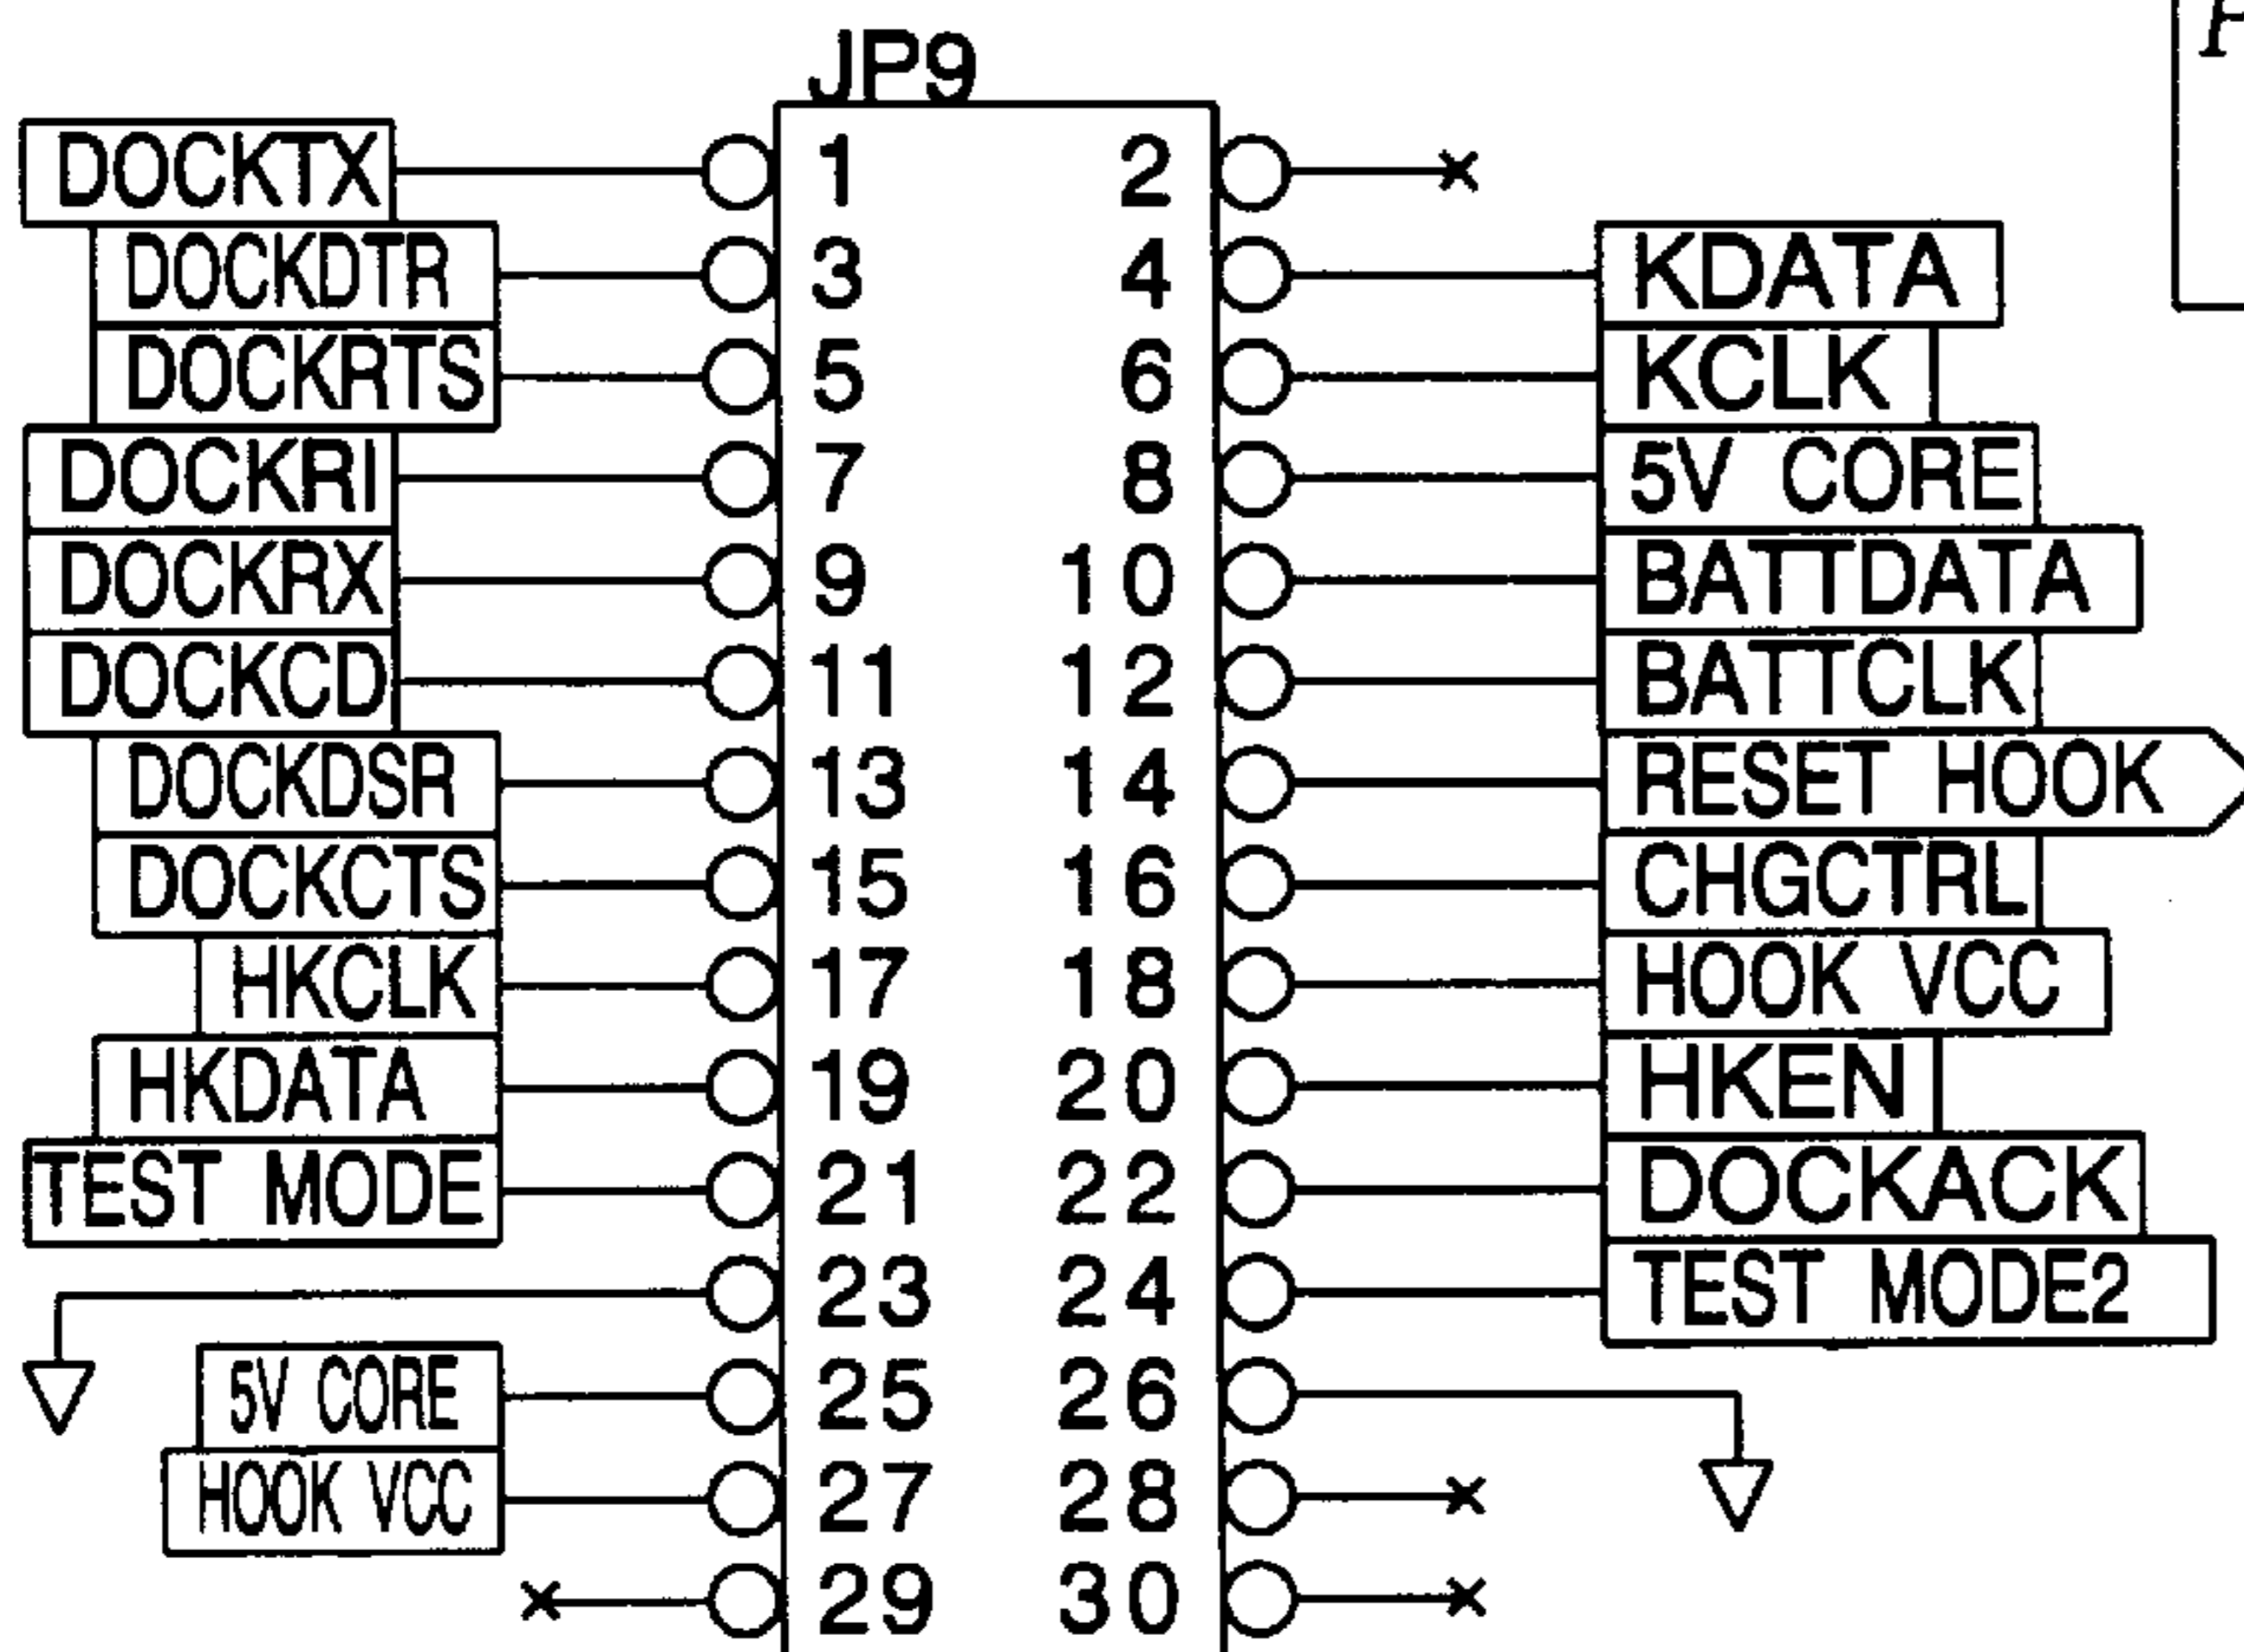 JP9
DOCKTX 1 2
DOCKDTR 3 4 KDATA
DOCKRTS 5 6 KCLK
DOCKRI 7 8 5V CORE
DOCKRX 9 10 BATTDATA
DOCKCD 11 12 BATTCLK
DOCKDSR 13 14 RESET HOOK
DOCKCTS 15 16 CHGCTRL
HKCLK 17 18 HOOK VCC
HKDATA 19 20 HKEN
TEST MODE 21 22 DOCKACK
23 24 TEST MODE2
5V CORE 25 26
HOOK VCC 27 28
29 30